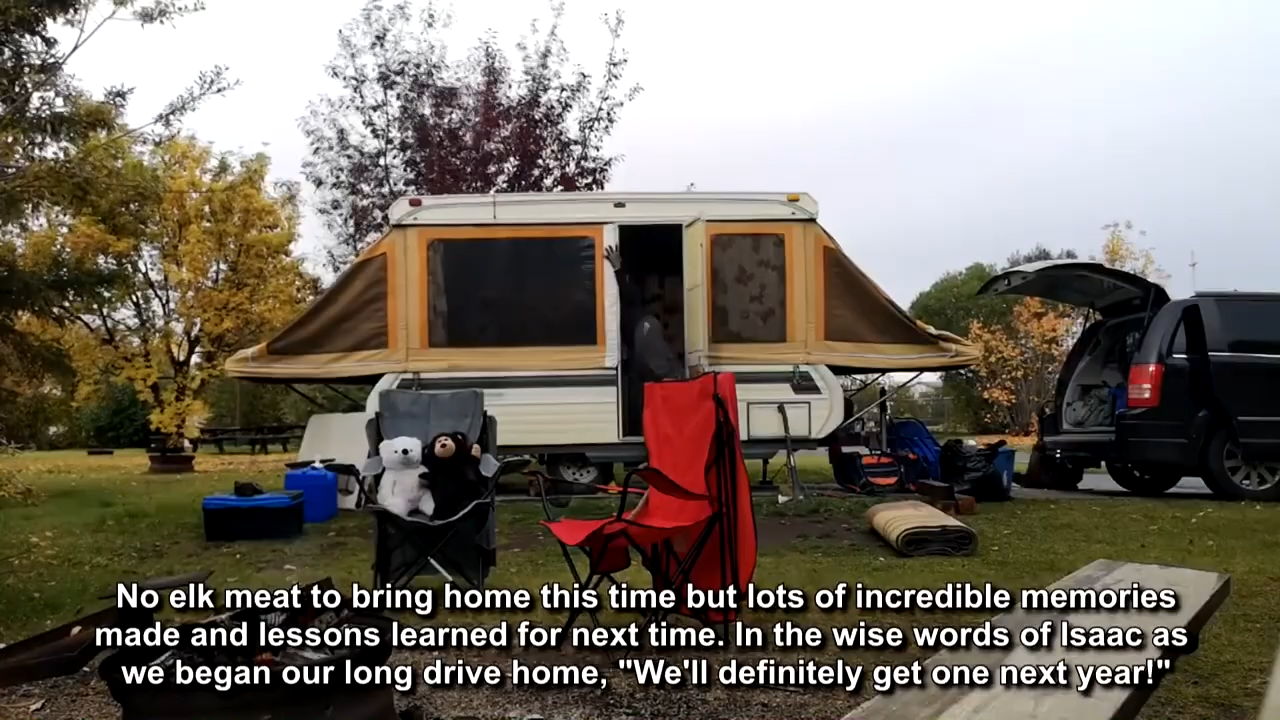 No elk meat to bring home this time but lots of incredible memories
made and lessons learned for next time. In the wise words of Isaac as
we began our long drive home, "We'll definitely get one next year!"